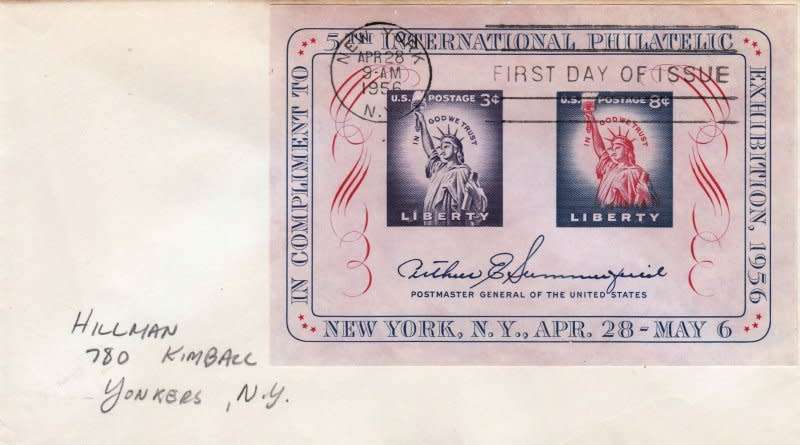 5TH INTERNATIONAL PHILATELIC
IN COMPLIMENT TO
EXHIBITION, 1956
NEW YORK
APR 28
9-AM
1956
N.Y.
FIRST DAY OF ISSUE
U.S. POSTAGE 3¢
IN GOD WE TRUST
LIBERTY
U.S. POSTAGE 8¢
IN GOD WE TRUST
LIBERTY
Arthur E Summerfield
POSTMASTER GENERAL OF THE UNITED STATES
NEW YORK, N.Y., APR. 28-MAY 6
HILLMAN
780 KIMBALL
YONKERS, N.Y.